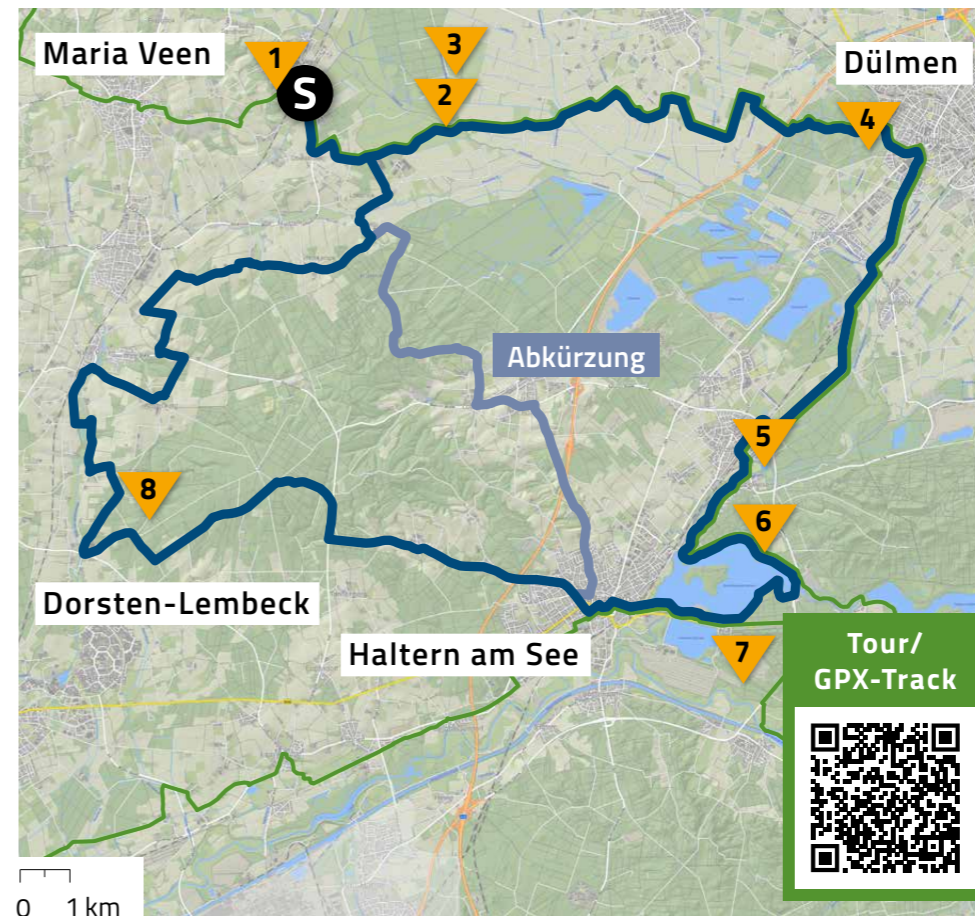 Maria Veen
1
S
3
2
Dülmen
4
Abkürzung
5
6
8
Dorsten-Lembeck
Haltern am See
7
Tour/
GPX-Track
0 1 km